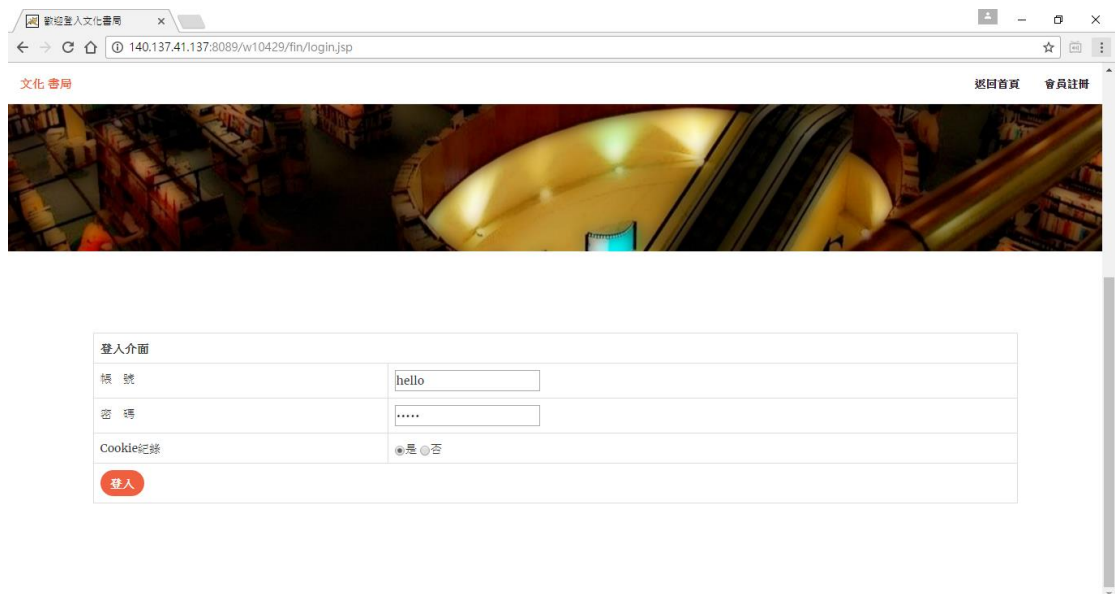 歡迎登入文化書局
140.137.41.137:8089/w10429/fin/login.jsp
文化 書局
返回首頁 會員註冊
登入介面
帳 號 hello
密 碼 •••••
Cookie紀錄 是 否
登入